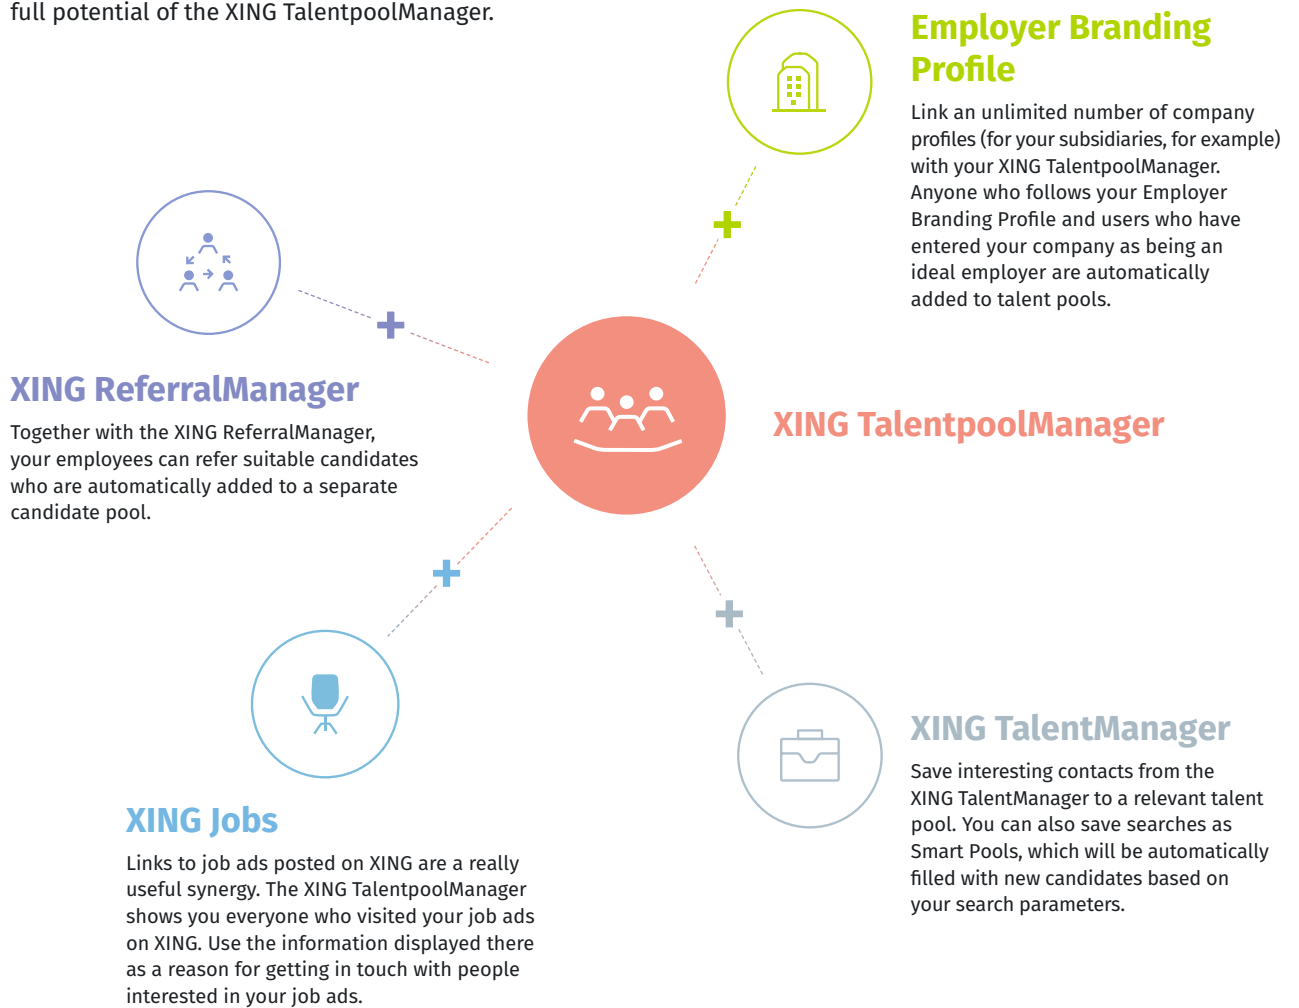 full potential of the XING TalentpoolManager.
Employer Branding
Profile
Link an unlimited number of company
profiles (for your subsidiaries, for example)
with your XING TalentpoolManager.
Anyone who follows your Employer
Branding Profile and users who have
entered your company as being an
ideal employer are automatically
added to talent pools.
XING ReferralManager
Together with the XING ReferralManager,
your employees can refer suitable candidates
who are automatically added to a separate
candidate pool.
XING TalentpoolManager
XING Jobs
Links to job ads posted on XING are a really
useful synergy. The XING TalentpoolManager
shows you everyone who visited your job ads
on XING. Use the information displayed there
as a reason for getting in touch with people
interested in your job ads.
XING TalentManager
Save interesting contacts from the
XING TalentManager to a relevant talent
pool. You can also save searches as
Smart Pools, which will be automatically
filled with new candidates based on
your search parameters.